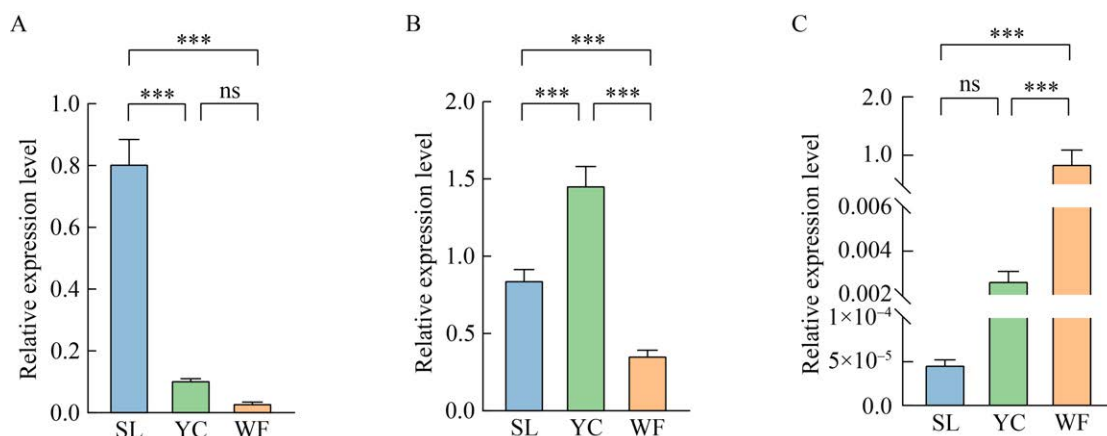 A
***
***
ns
Relative expression level
1.0
0.8
0.6
0.4
0.2
0.0
SL YC WF
B
***
***
***
Relative expression level
2.0
1.5
1.0
0.5
0.0
SL YC WF
C
***
ns
***
Relative expression level
2.0
1.0
0.006
0.004
0.002
1×10⁻⁴
5×10⁻⁵
0.0
SL YC WF